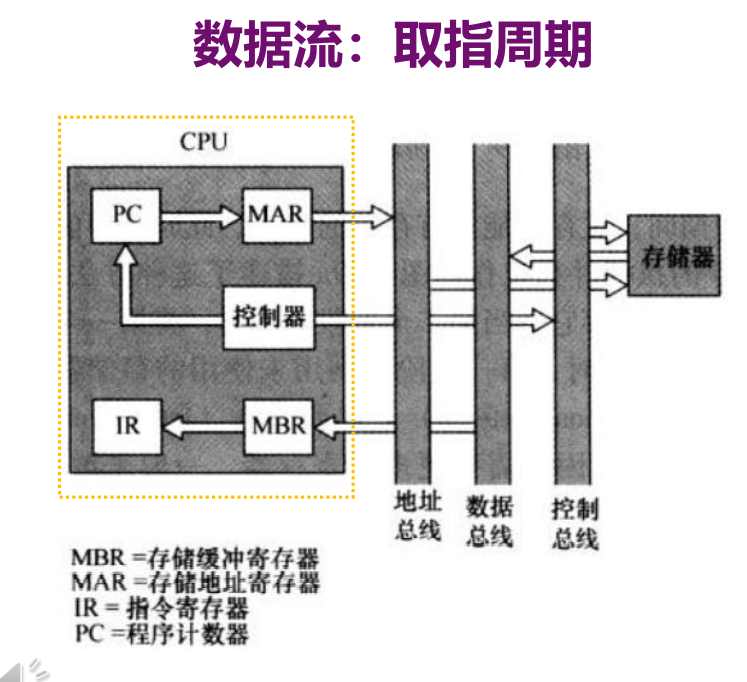 数据流：取指周期
CPU
PC
MAR
存储器
控制器
IR
MBR
地址
总线
数据
总线
控制
总线
MBR =存储缓冲寄存器
MAR =存储地址寄存器
IR = 指令寄存器
PC =程序计数器